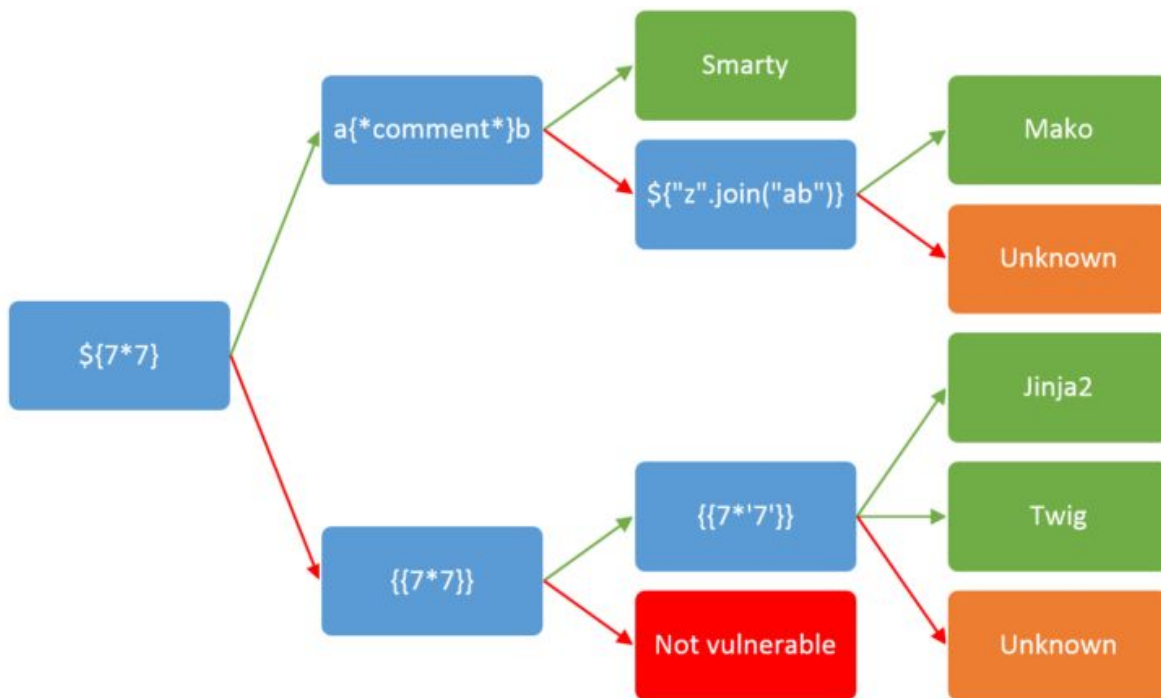 Smarty
a{*comment*}b
Mako
${"z".join("ab")}
Unknown
${7*7}
Jinja2
{{7*'7'}}
Twig
{{7*7}}
Not vulnerable
Unknown